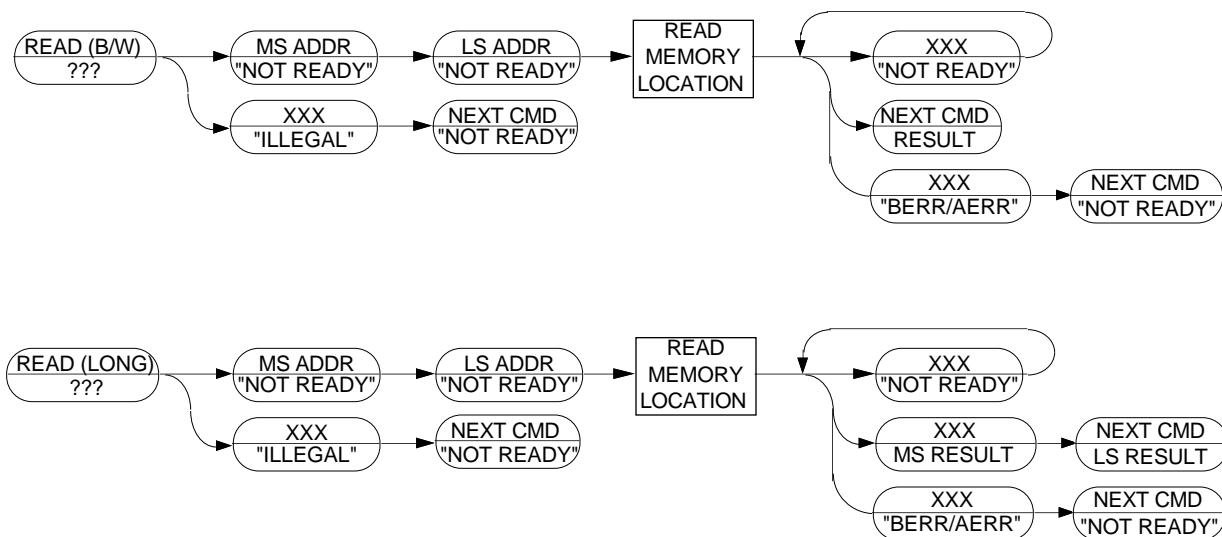 READ (B/W)
???
MS ADDR
"NOT READY"
LS ADDR
"NOT READY"
READ
MEMORY
LOCATION
XXX
"NOT READY"
XXX
"ILLEGAL"
NEXT CMD
"NOT READY"
NEXT CMD
RESULT
XXX
"BERR/AERR"
NEXT CMD
"NOT READY"
READ (LONG)
???
MS ADDR
"NOT READY"
LS ADDR
"NOT READY"
READ
MEMORY
LOCATION
XXX
"NOT READY"
XXX
"ILLEGAL"
NEXT CMD
"NOT READY"
XXX
MS RESULT
NEXT CMD
LS RESULT
XXX
"BERR/AERR"
NEXT CMD
"NOT READY"